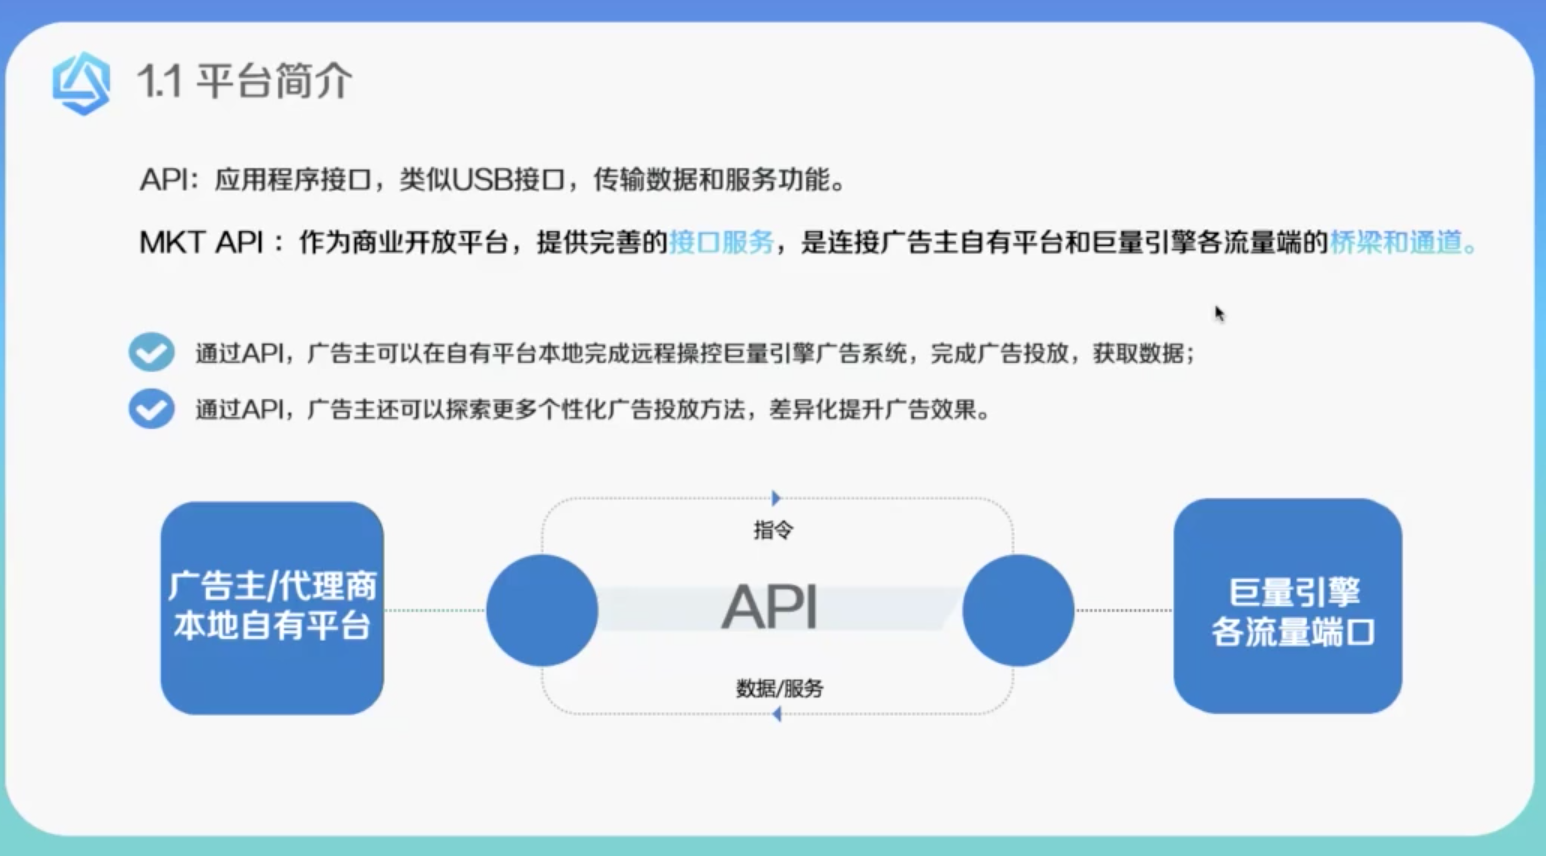 1.1 平台简介
API：应用程序接口，类似USB接口，传输数据和服务功能。
MKT API ：作为商业开放平台，提供完善的接口服务，是连接广告主自有平台和巨量引擎各流量端的桥梁和通道。
通过API，广告主可以在自有平台本地完成远程操控巨量引擎广告系统，完成广告投放，获取数据；
通过API，广告主还可以探索更多个性化广告投放方法，差异化提升广告效果。
广告主/代理商
本地自有平台
指令
API
数据/服务
巨量引擎
各流量端口